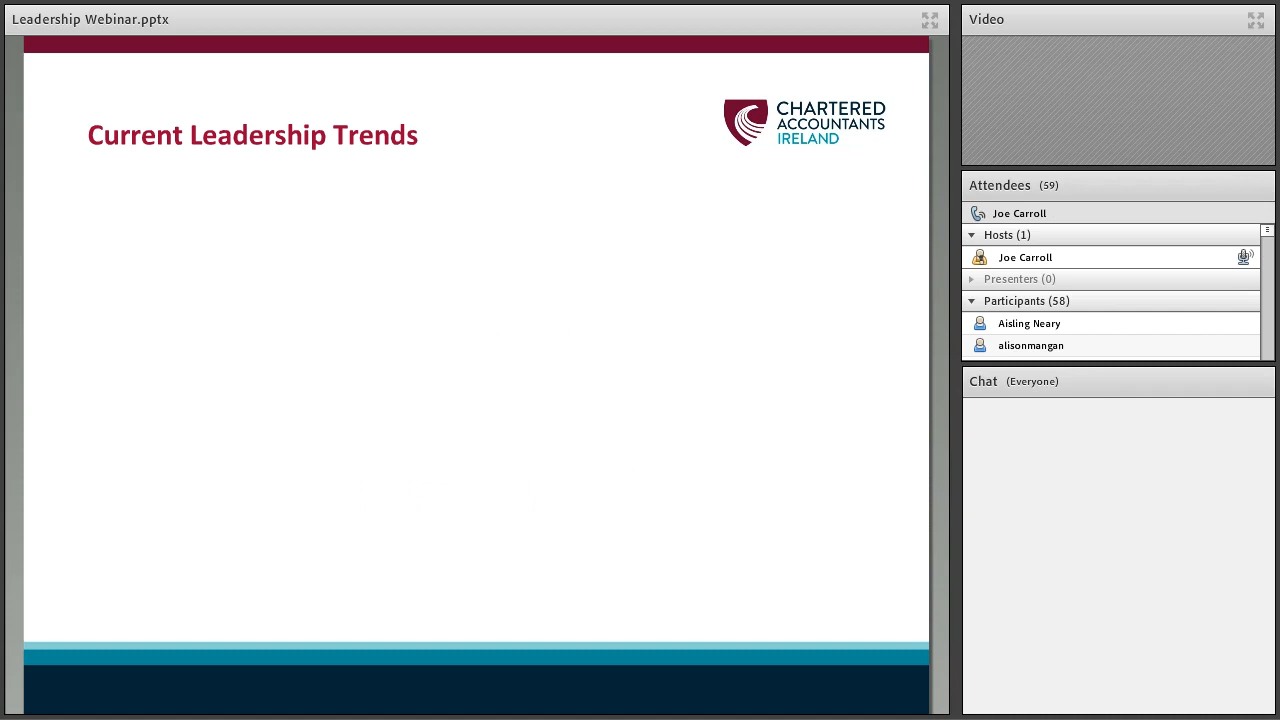 Leadership Webinar.pptx
Current Leadership Trends
CHARTERED
ACCOUNTANTS
IRELAND
Video
Attendees (59)
Joe Carroll
Hosts (1)
Joe Carroll
Presenters (0)
Participants (58)
Aisling Neary
alisonmangan
Chat (Everyone)